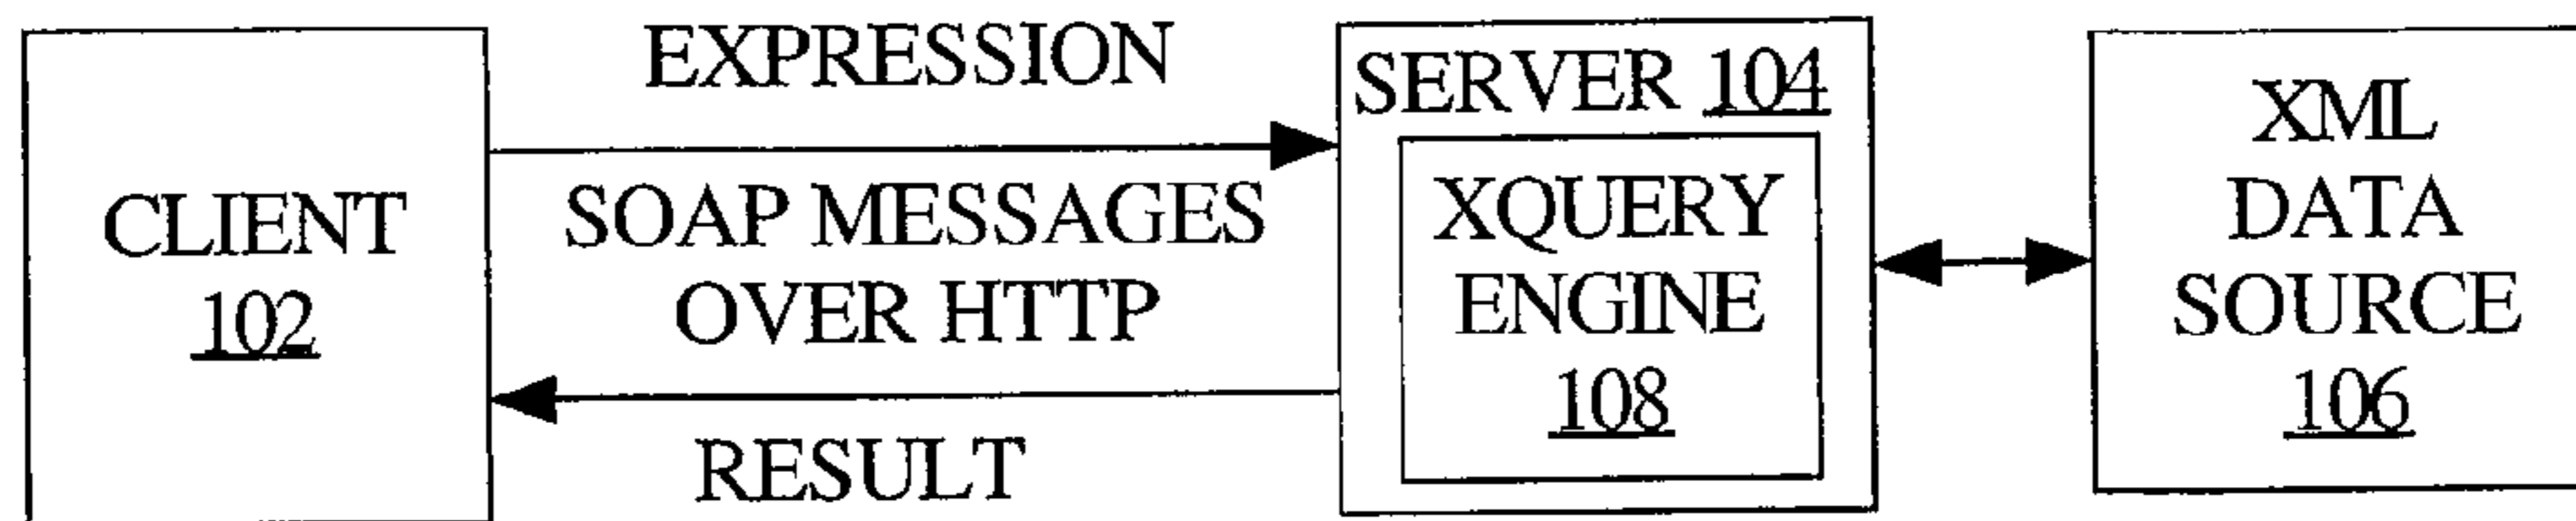 CLIENT
102
EXPRESSION
SOAP MESSAGES
OVER HTTP
RESULT
SERVER 104
XQUERY
ENGINE
108
XML
DATA
SOURCE
106